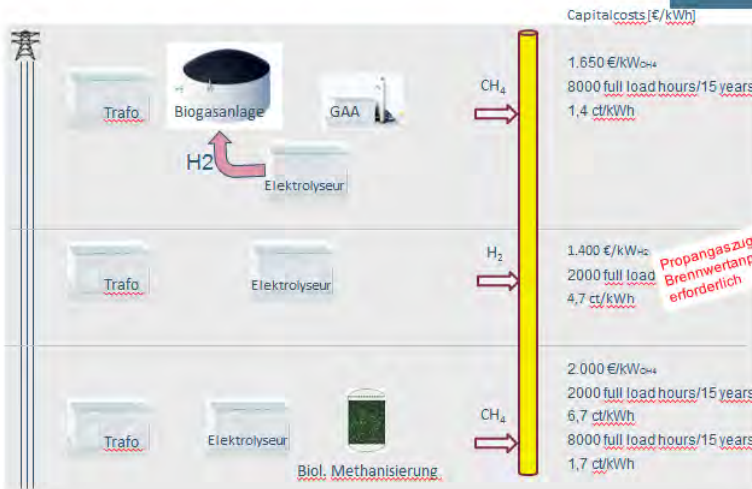 Capitalcosts [€/kWh]
1.650 €/kWCH4
8000 full load hours/15 years
1,4 ct/kWh
CH4
Trafo
Biogasanlage
GAA
H2
Elektrolyseur
H2
1.400 €/kWH2
2000 full load
4,7 ct/kWh
Propangaszug
Brennwertanp
erforderlich
Trafo
Elektrolyseur
2.000 €/kWCH4
2000 full load hours/15 years
6,7 ct/kWh
8000 full load hours/15 years
1,7 ct/kWh
CH4
Trafo
Elektrolyseur
Biol. Methanisierung